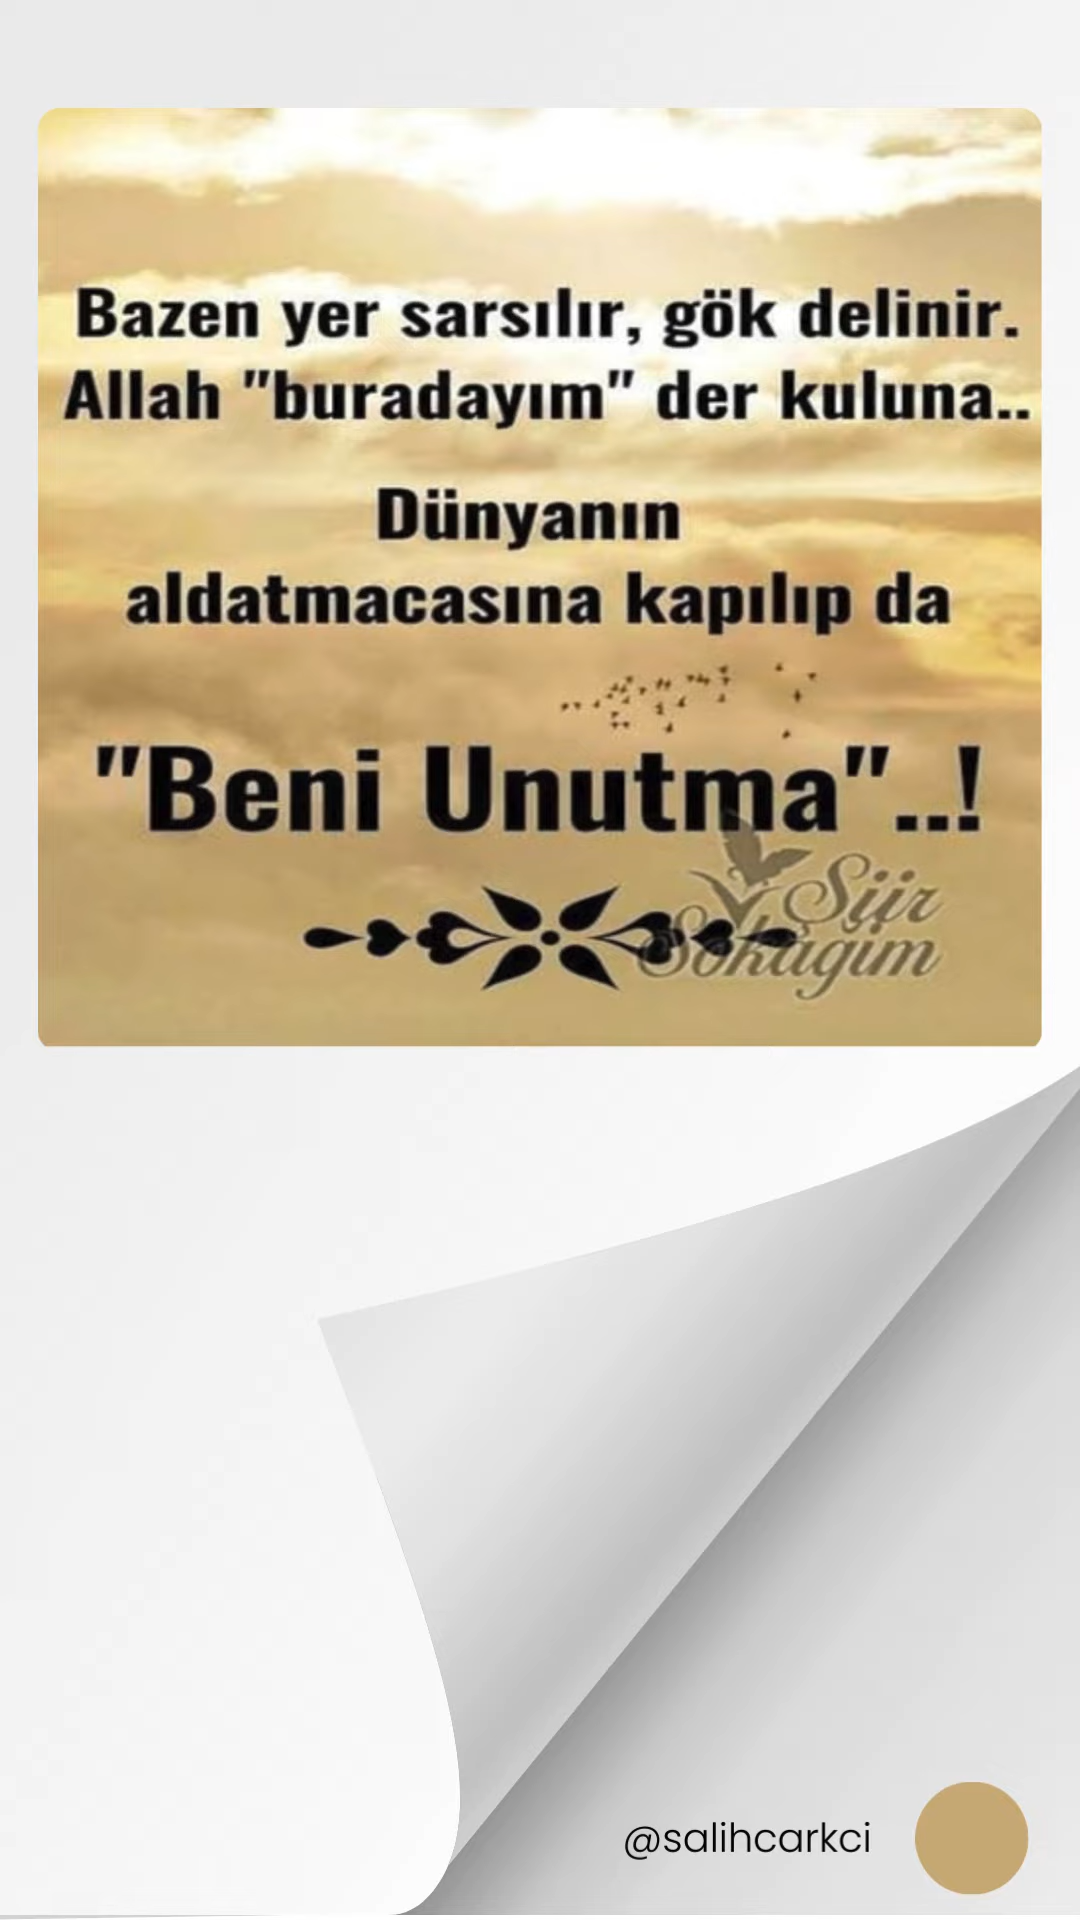 Bazen yer sarsılır, gök delinir.
Allah "buradayım" der kuluna..
Dünyanın
aldatmacasına kapılıp da
"Beni Unutma"..!
Şiir
Sokağım
@salihcarkci